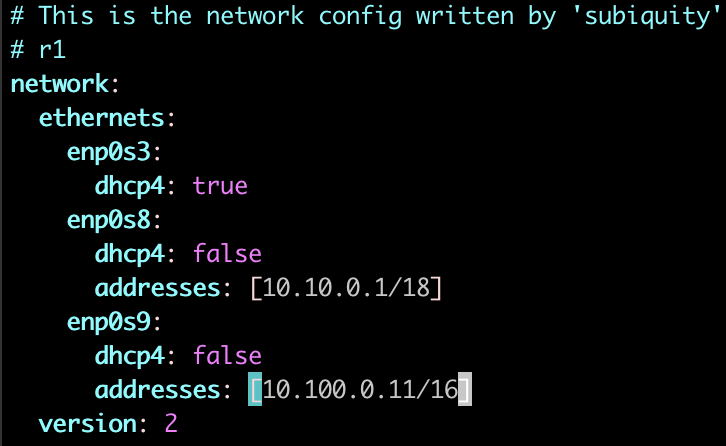 # This is the network config written by 'subiquity'
# r1
network:
  ethernets:
    enp0s3:
      dhcp4: true
    enp0s8:
      dhcp4: false
      addresses: [10.10.0.1/18]
    enp0s9:
      dhcp4: false
      addresses: [10.100.0.11/16]
  version: 2